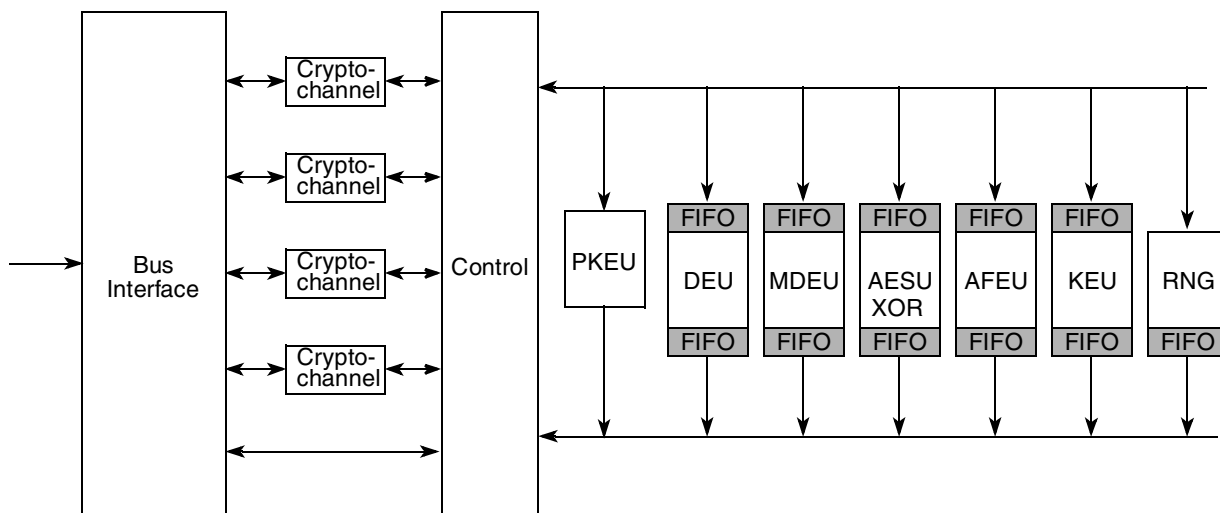 Crypto-
channel
Crypto-
channel
Crypto-
channel
Crypto-
channel
Bus
Interface
Control
PKEU
FIFO
DEU
FIFO
FIFO
MDEU
FIFO
FIFO
AESU
XOR
FIFO
FIFO
AFEU
FIFO
FIFO
KEU
FIFO
RNG
FIFO